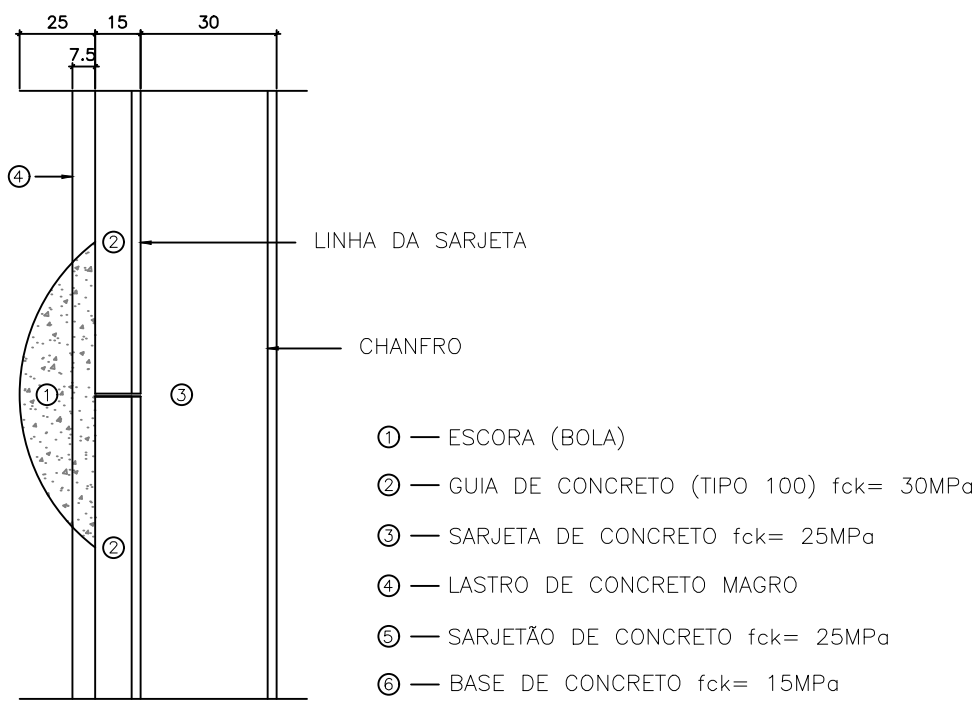 25 15 30
7.5
4
2 LINHA DA SARJETA
CHANFRO
1 3
2
1 — ESCORA (BOLA)
2 — GUIA DE CONCRETO (TIPO 100) fck= 30MPa
3 — SARJETA DE CONCRETO fck= 25MPa
4 — LASTRO DE CONCRETO MAGRO
5 — SARJETÃO DE CONCRETO fck= 25MPa
6 — BASE DE CONCRETO fck= 15MPa